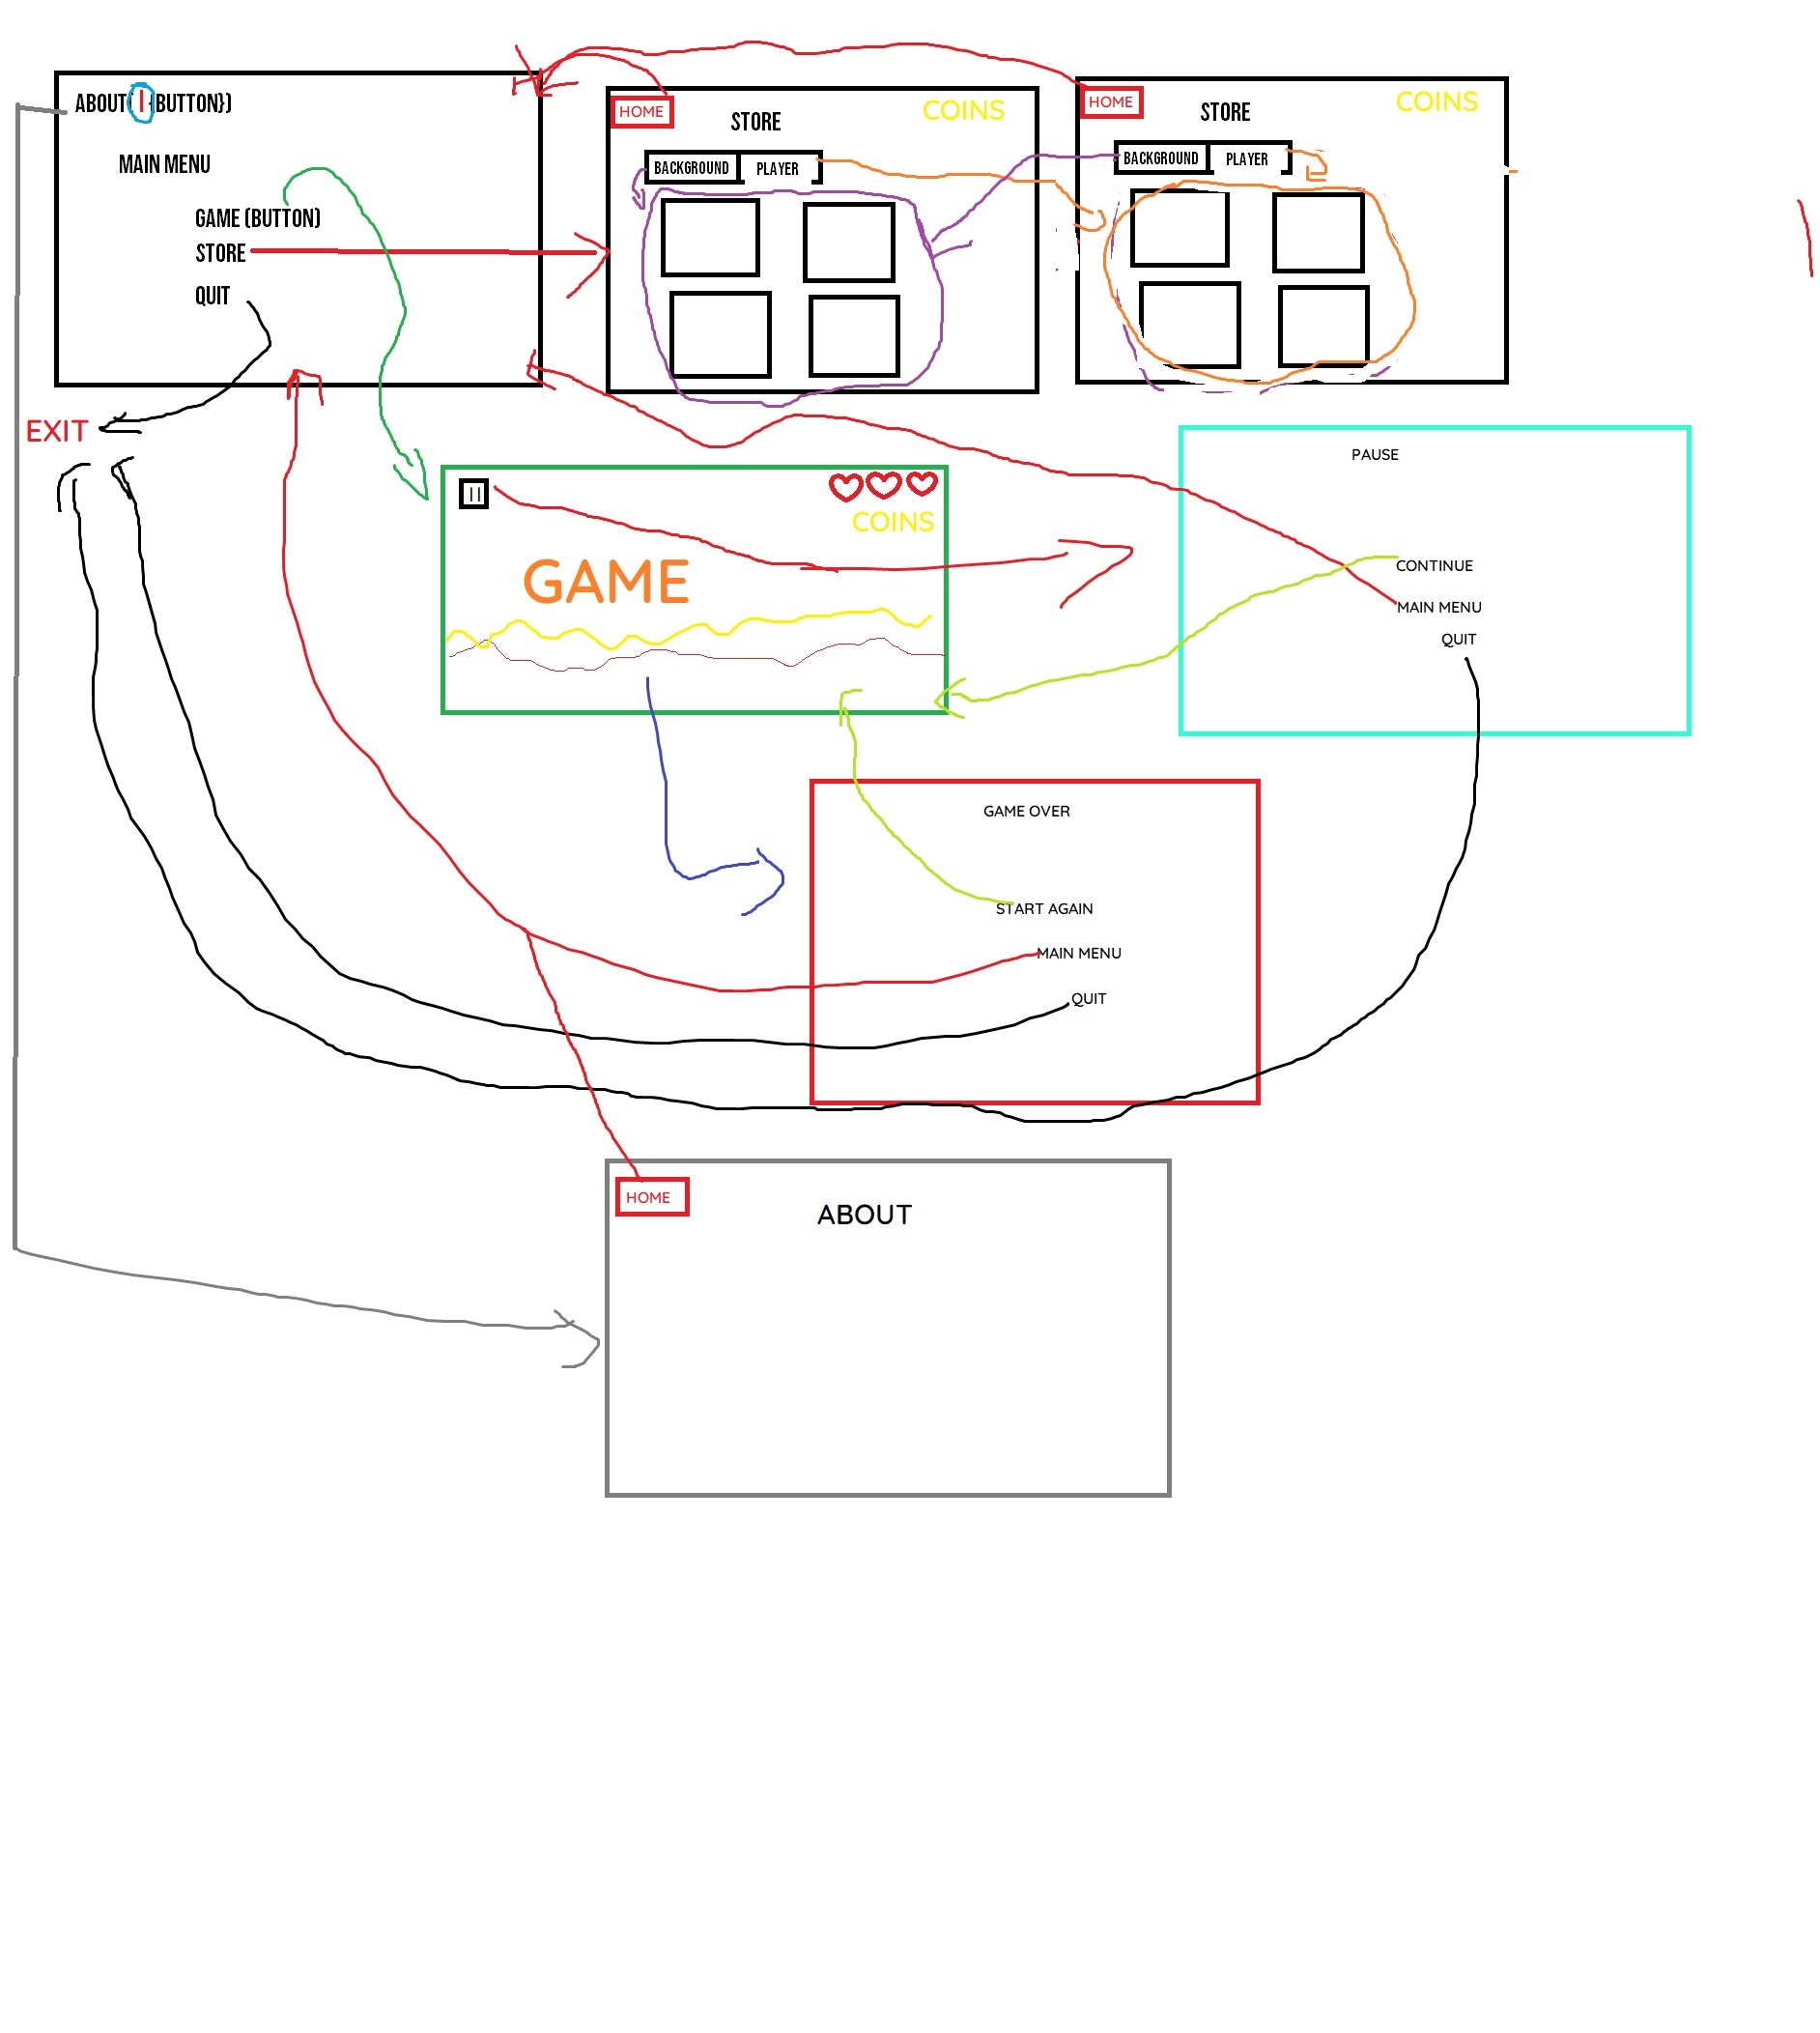 ABOUT( I {BUTTON})
MAIN MENU
GAME (BUTTON)
STORE
QUIT
EXIT
HOME
STORE
COINS
BACKGROUND
PLAYER
HOME
STORE
COINS
BACKGROUND
PLAYER
COINS
GAME
PAUSE
CONTINUE
MAIN MENU
QUIT
GAME OVER
START AGAIN
MAIN MENU
QUIT
HOME
ABOUT